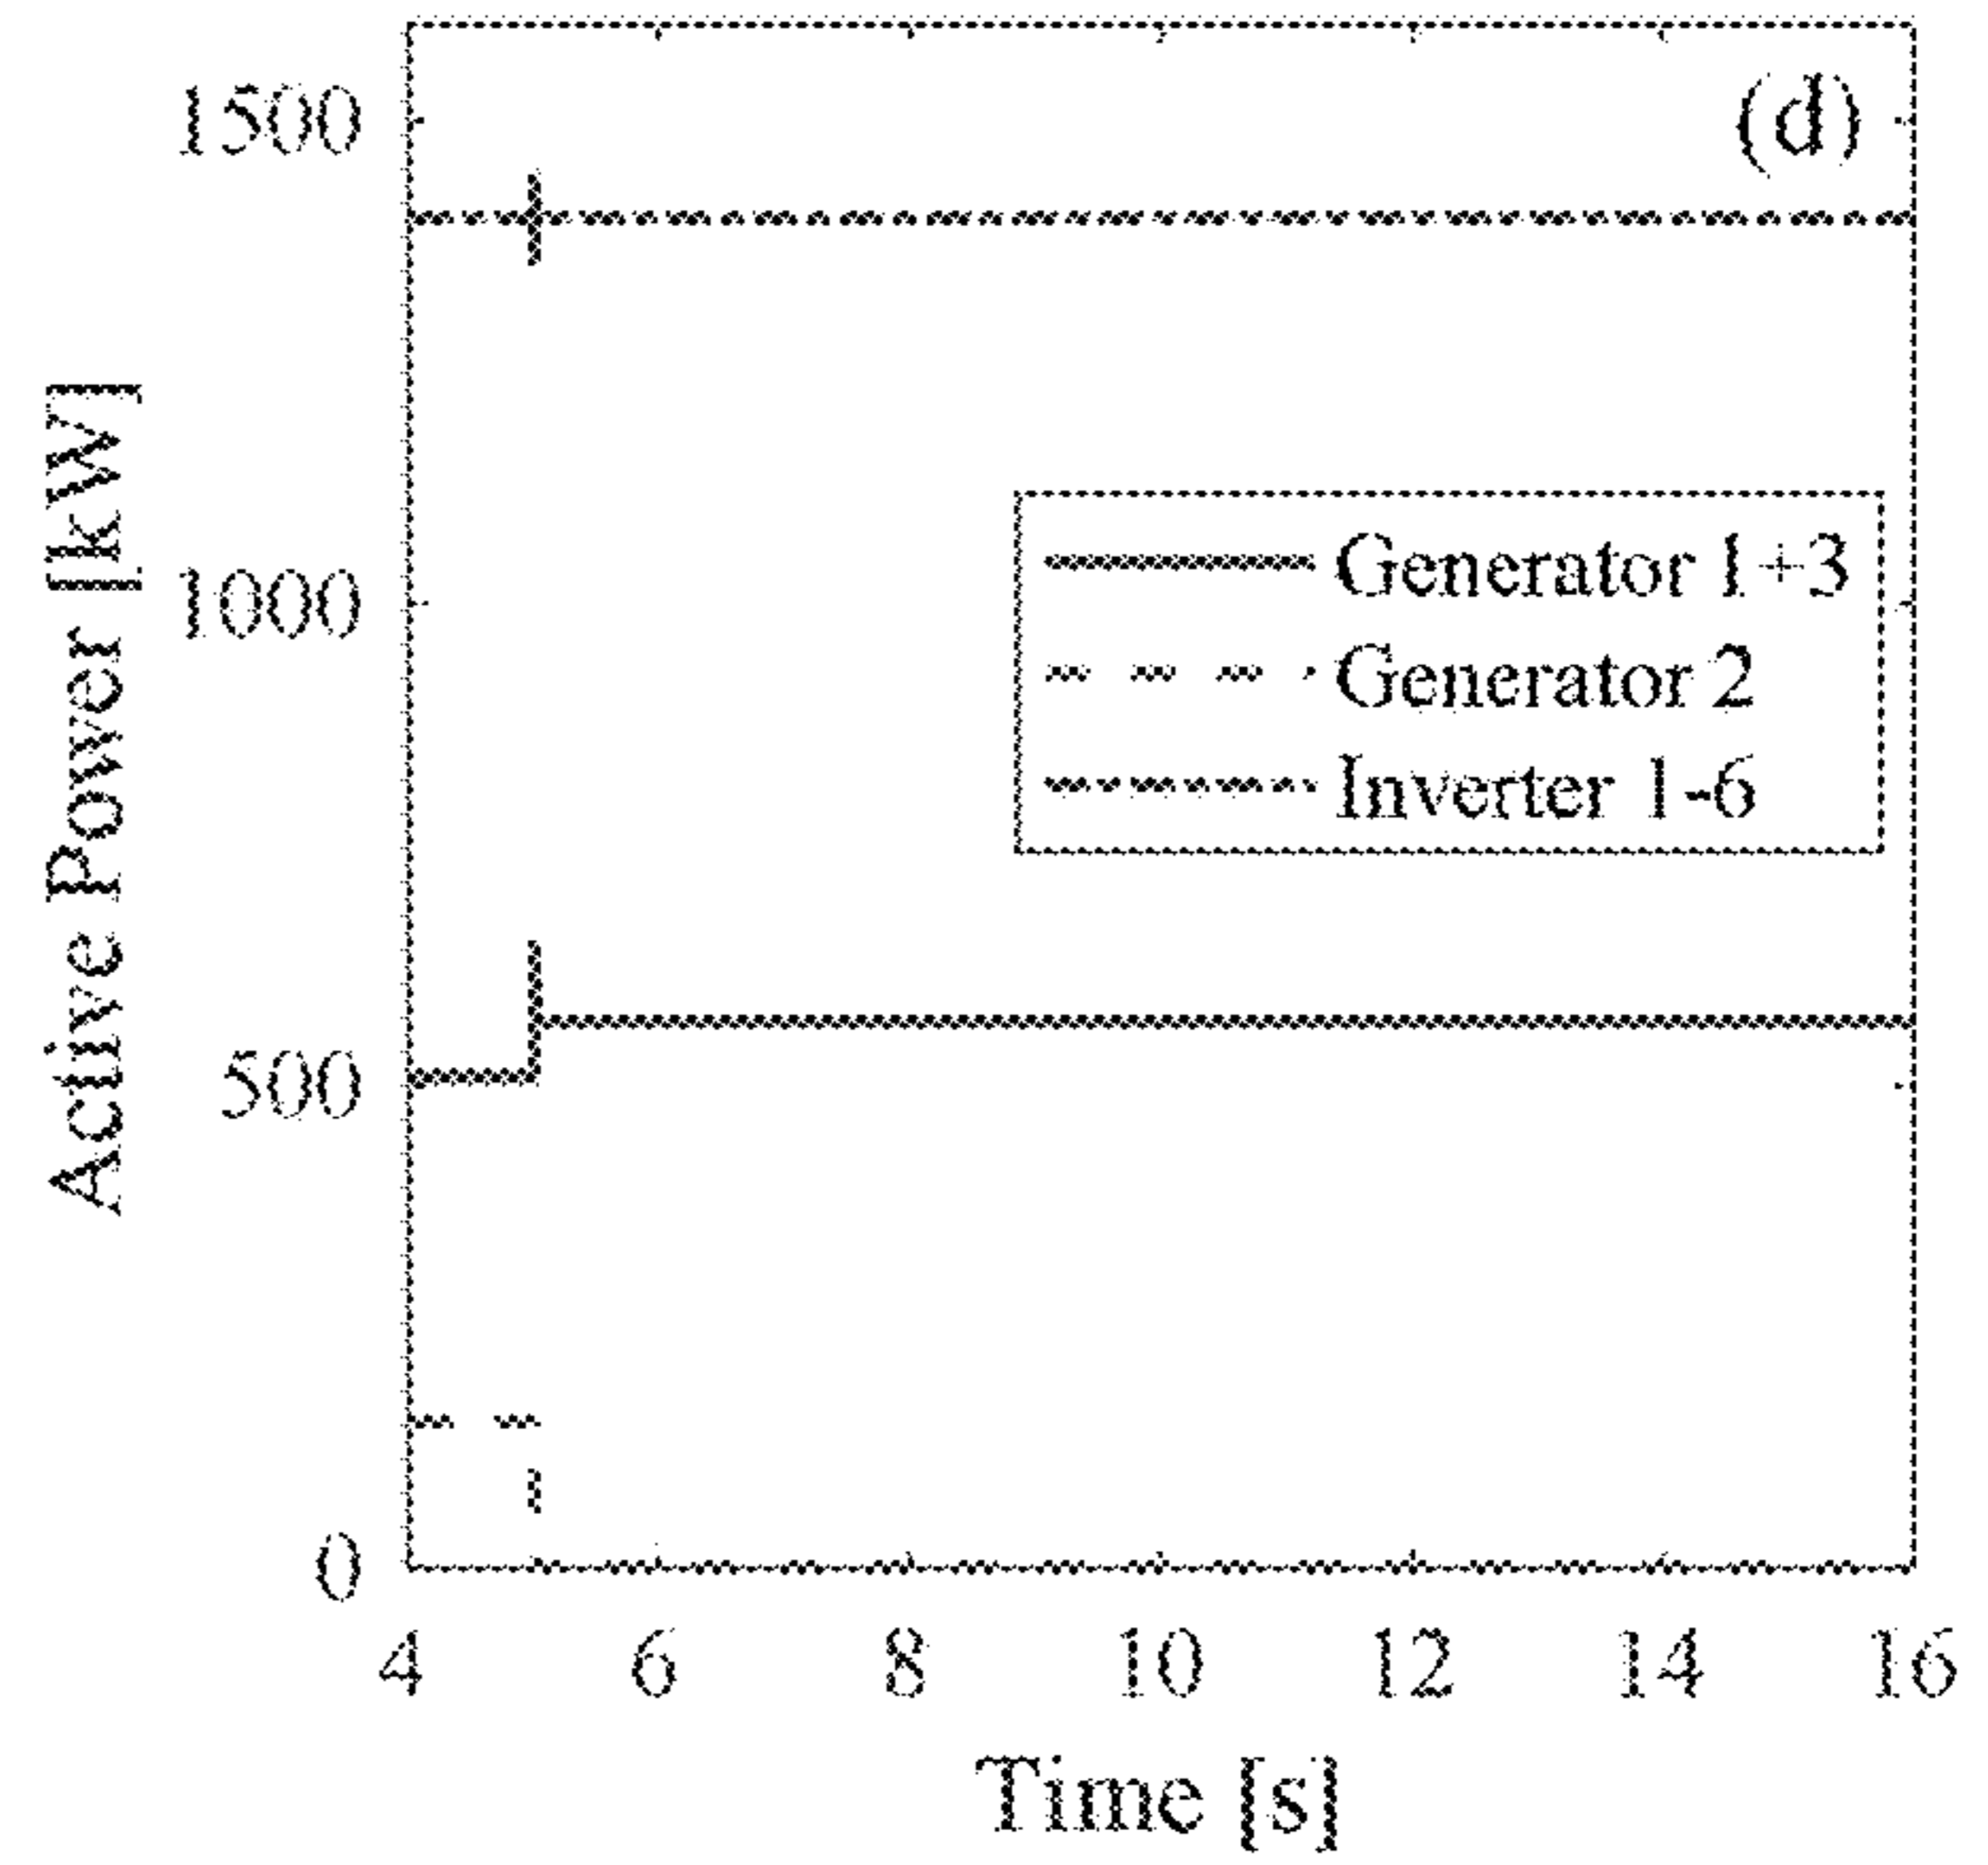 (d)
1500
1000
500
0
Active Power [kW]
Generator 1+3
Generator 2
Inverter 1-6
4 6 8 10 12 14 16
Time [s]